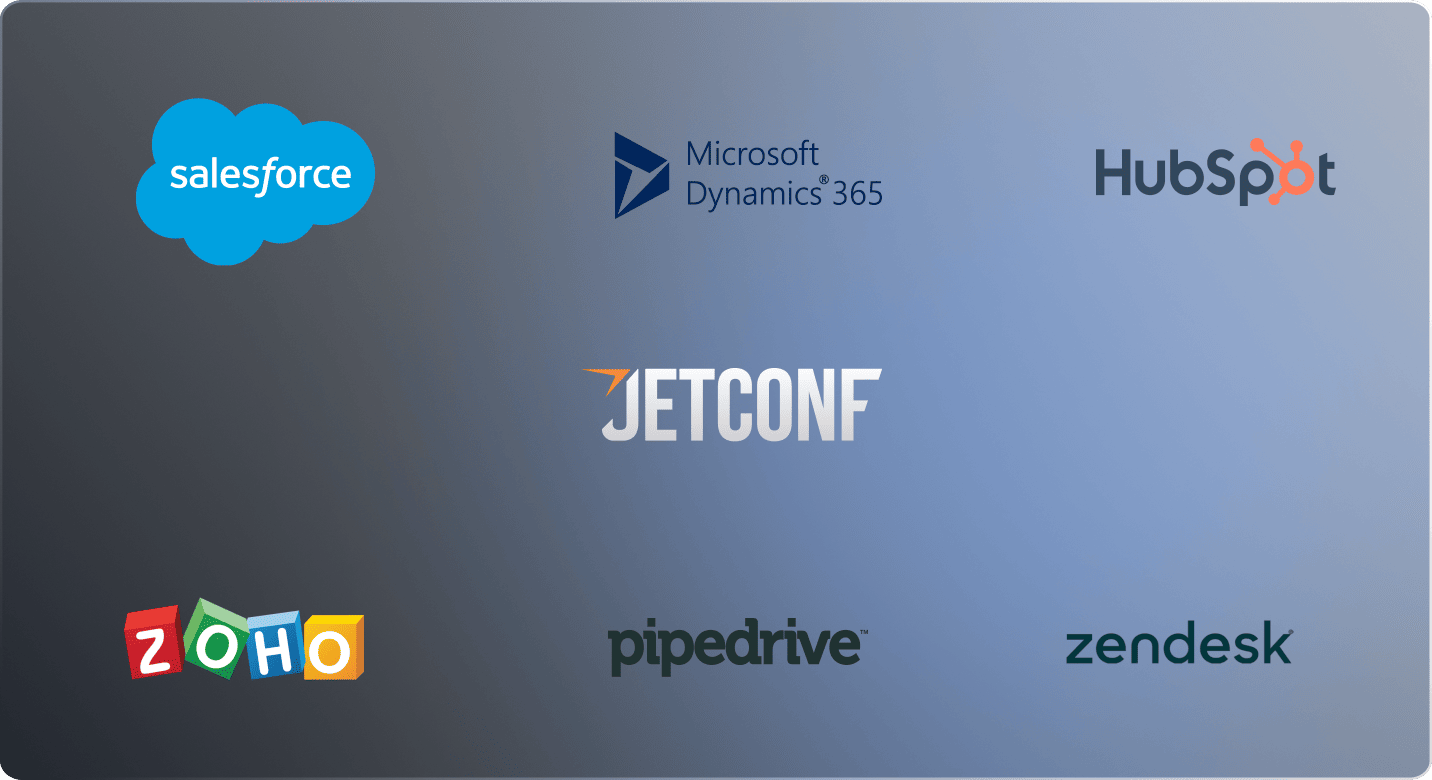 salesforce
Microsoft
Dynamics® 365
HubSpot
JETCONF
ZOHO
pipedrive™
zendesk®